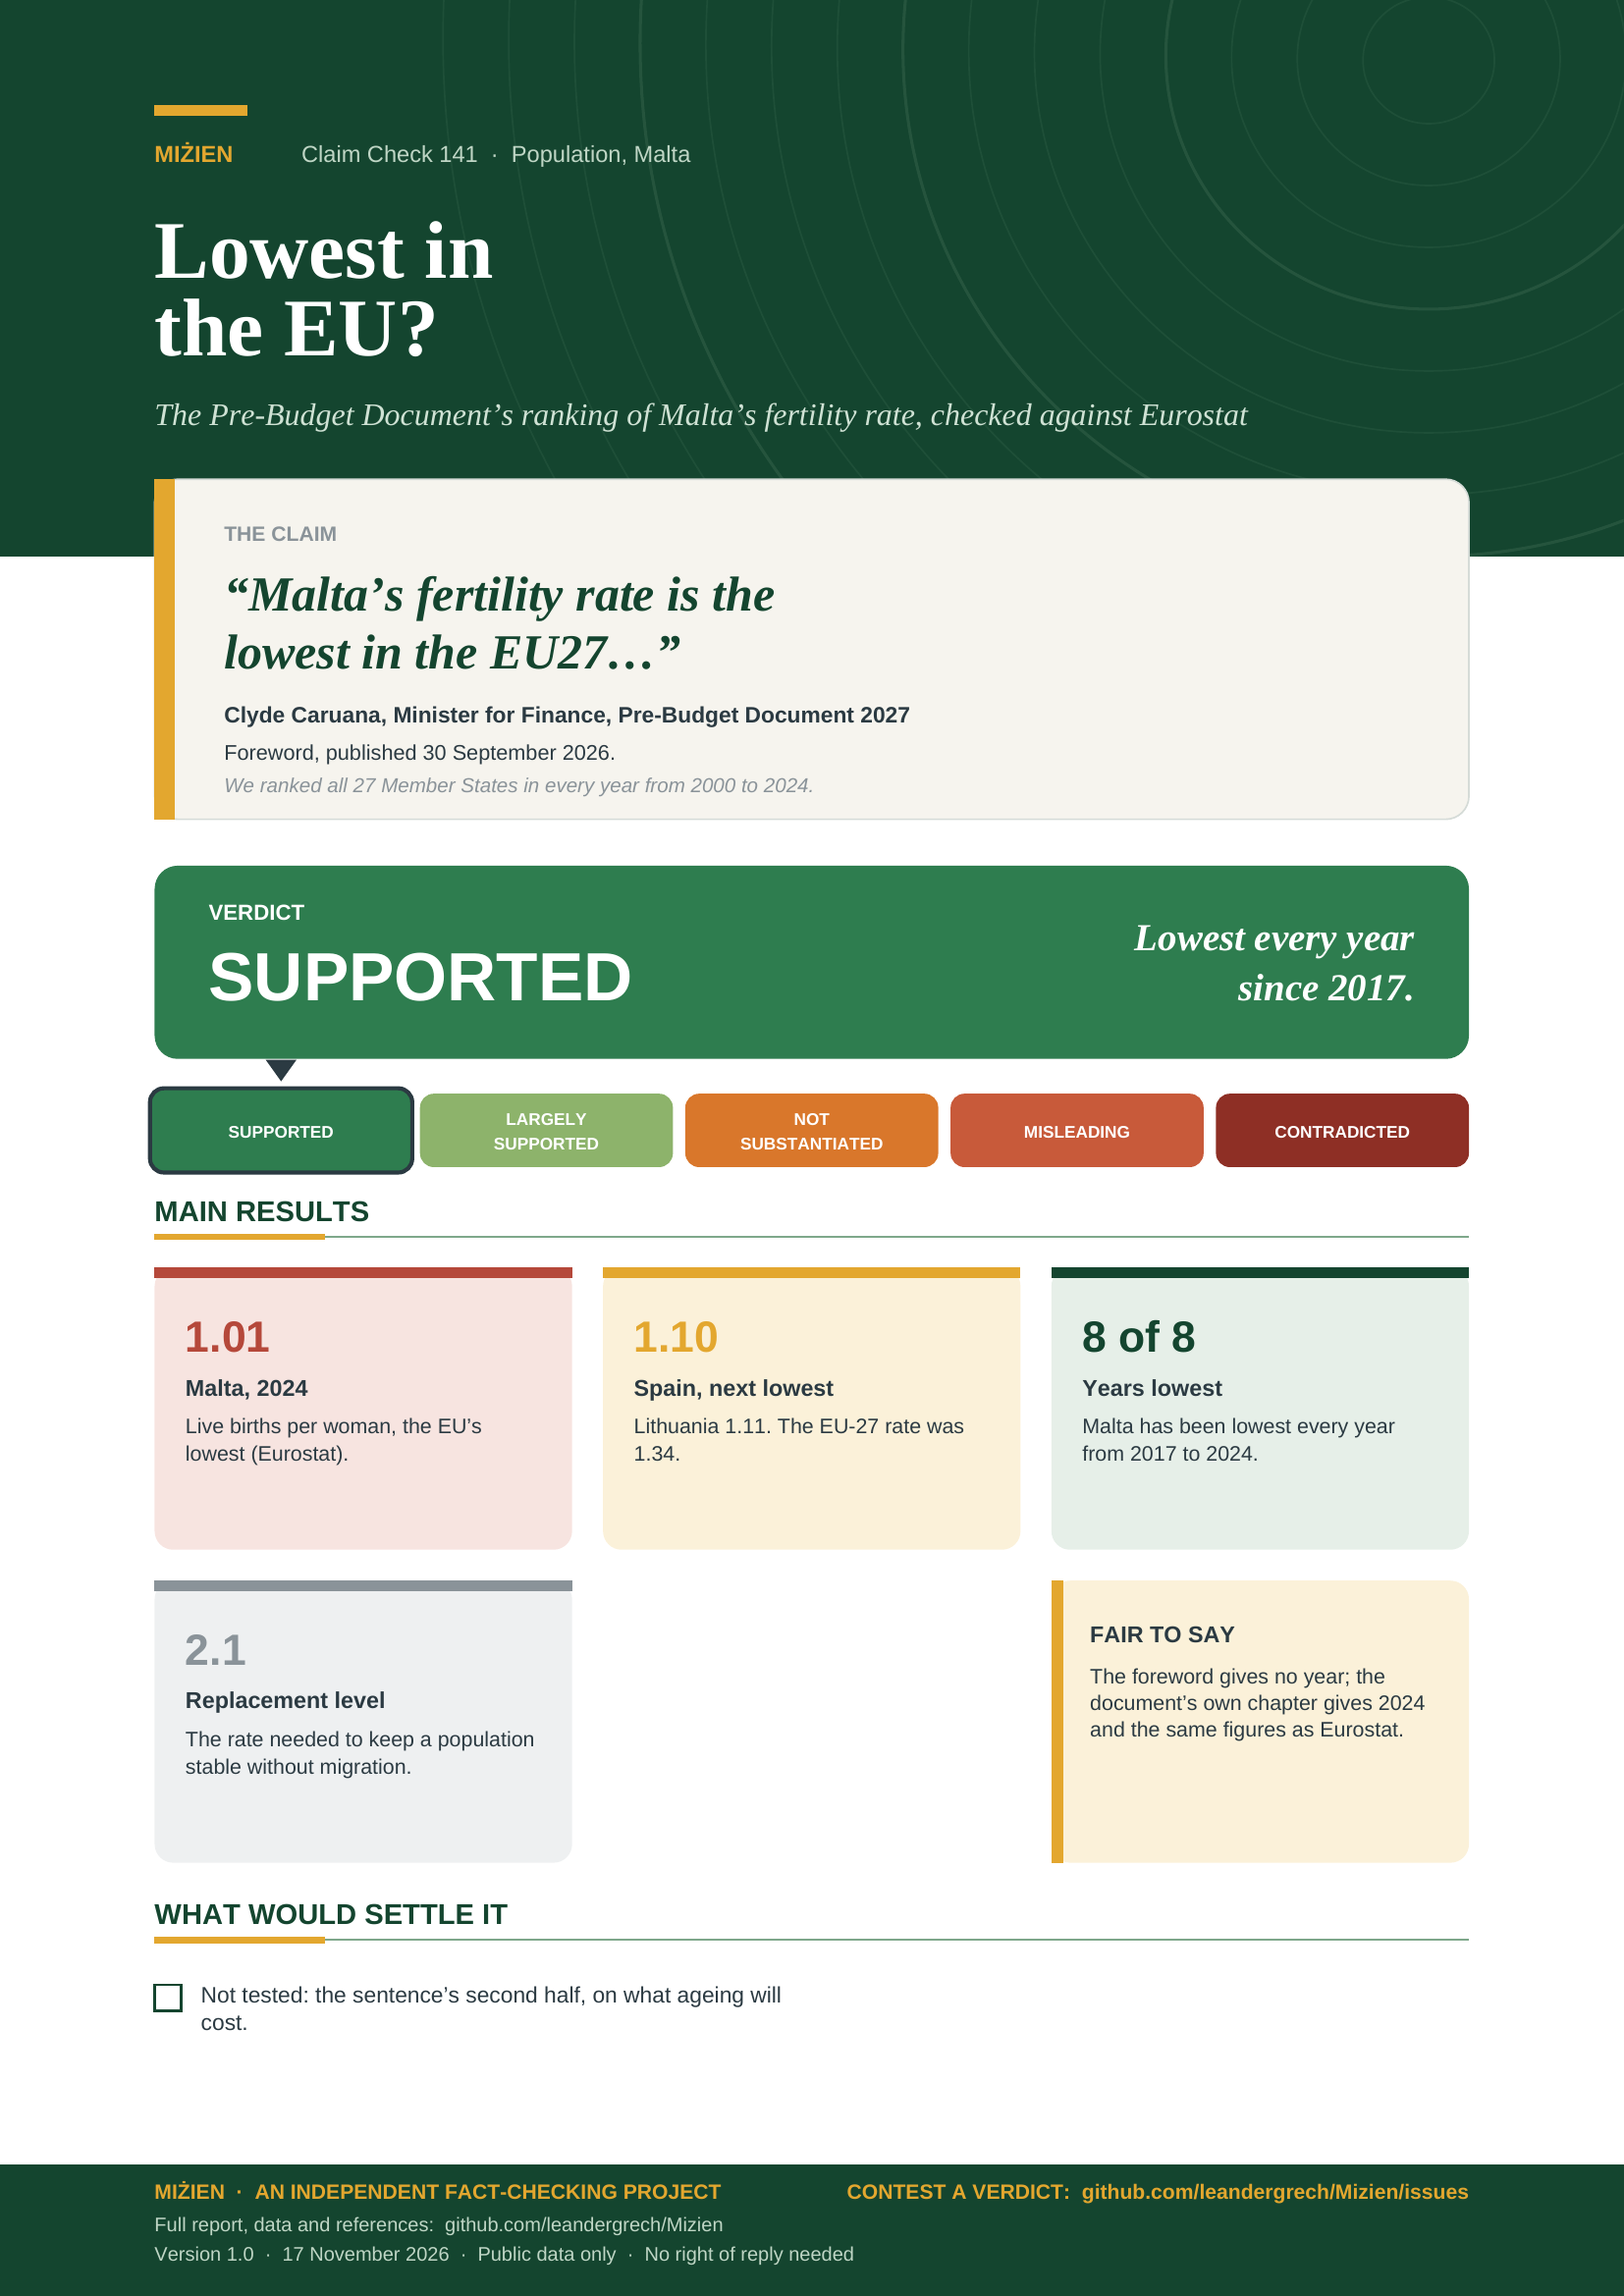 MIŻIEN Claim Check 141 · Population, Malta
Lowest in
the EU?
The Pre-Budget Document’s ranking of Malta’s fertility rate, checked against Eurostat
THE CLAIM
“Malta’s fertility rate is the
lowest in the EU27…”
Clyde Caruana, Minister for Finance, Pre-Budget Document 2027
Foreword, published 30 September 2026.
We ranked all 27 Member States in every year from 2000 to 2024.
VERDICT
SUPPORTED
Lowest every year
since 2017.
SUPPORTED
LARGELY
SUPPORTED
NOT
SUBSTANTIATED
MISLEADING
CONTRADICTED
MAIN RESULTS
1.01
Malta, 2024
Live births per woman, the EU’s
lowest (Eurostat).
1.10
Spain, next lowest
Lithuania 1.11. The EU-27 rate was
1.34.
8 of 8
Years lowest
Malta has been lowest every year
from 2017 to 2024.
2.1
Replacement level
The rate needed to keep a population
stable without migration.
FAIR TO SAY
The foreword gives no year; the
document’s own chapter gives 2024
and the same figures as Eurostat.
WHAT WOULD SETTLE IT
Not tested: the sentence’s second half, on what ageing will
cost.
MIŻIEN · AN INDEPENDENT FACT-CHECKING PROJECT
CONTEST A VERDICT: github.com/leandergrech/Mizien/issues
Full report, data and references: github.com/leandergrech/Mizien
Version 1.0 · 17 November 2026 · Public data only · No right of reply needed